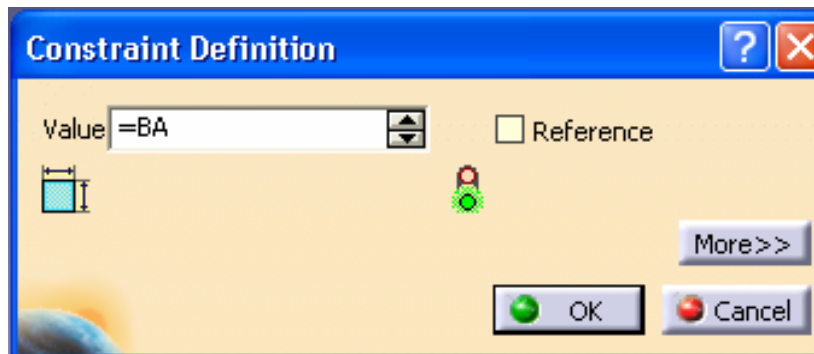 Constraint Definition
?
Value =BA
Reference
More>>
OK
Cancel